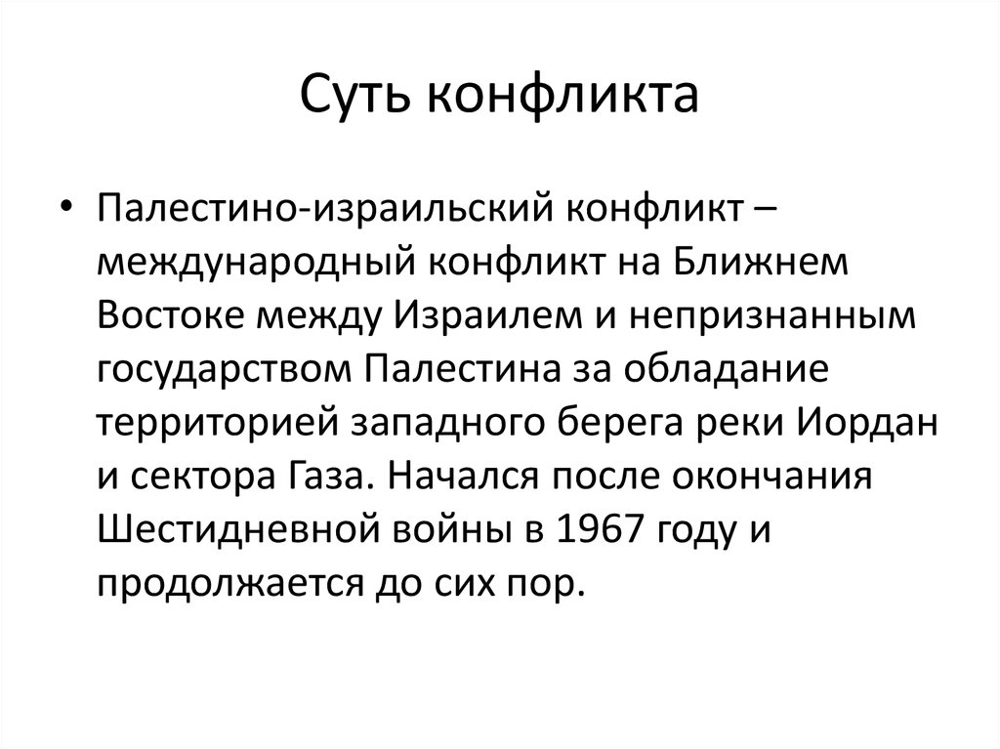 Суть конфликта
• Палестино-израильский конфликт –
международный конфликт на Ближнем
Востоке между Израилем и непризнанным
государством Палестина за обладание
территорией западного берега реки Иордан
и сектора Газа. Начался после окончания
Шестидневной войны в 1967 году и
продолжается до сих пор.